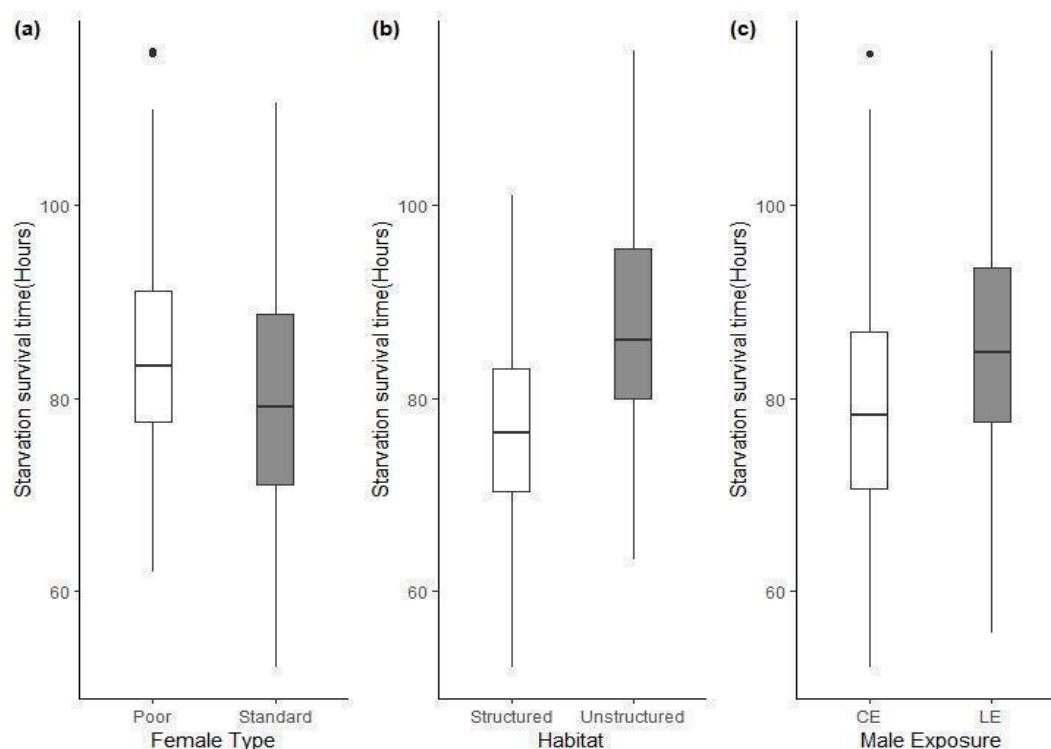 (a)
Starvation survival time(Hours)
100
80
60
Poor Standard
Female Type
(b)
Starvation survival time(Hours)
100
80
60
Structured Unstructured
Habitat
(c)
Starvation survival time(Hours)
100
80
60
CE LE
Male Exposure